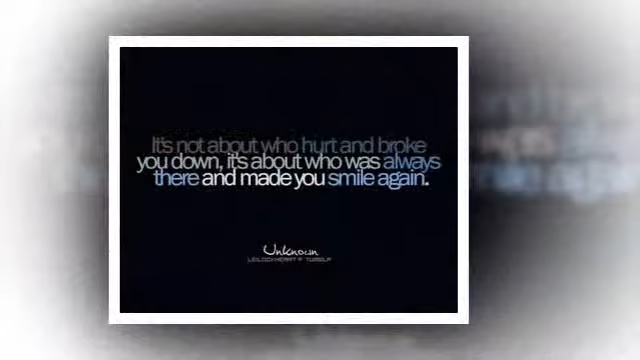 It's not about who hurt and broke
you down, it's about who was always
there and made you smile again.
Unknown